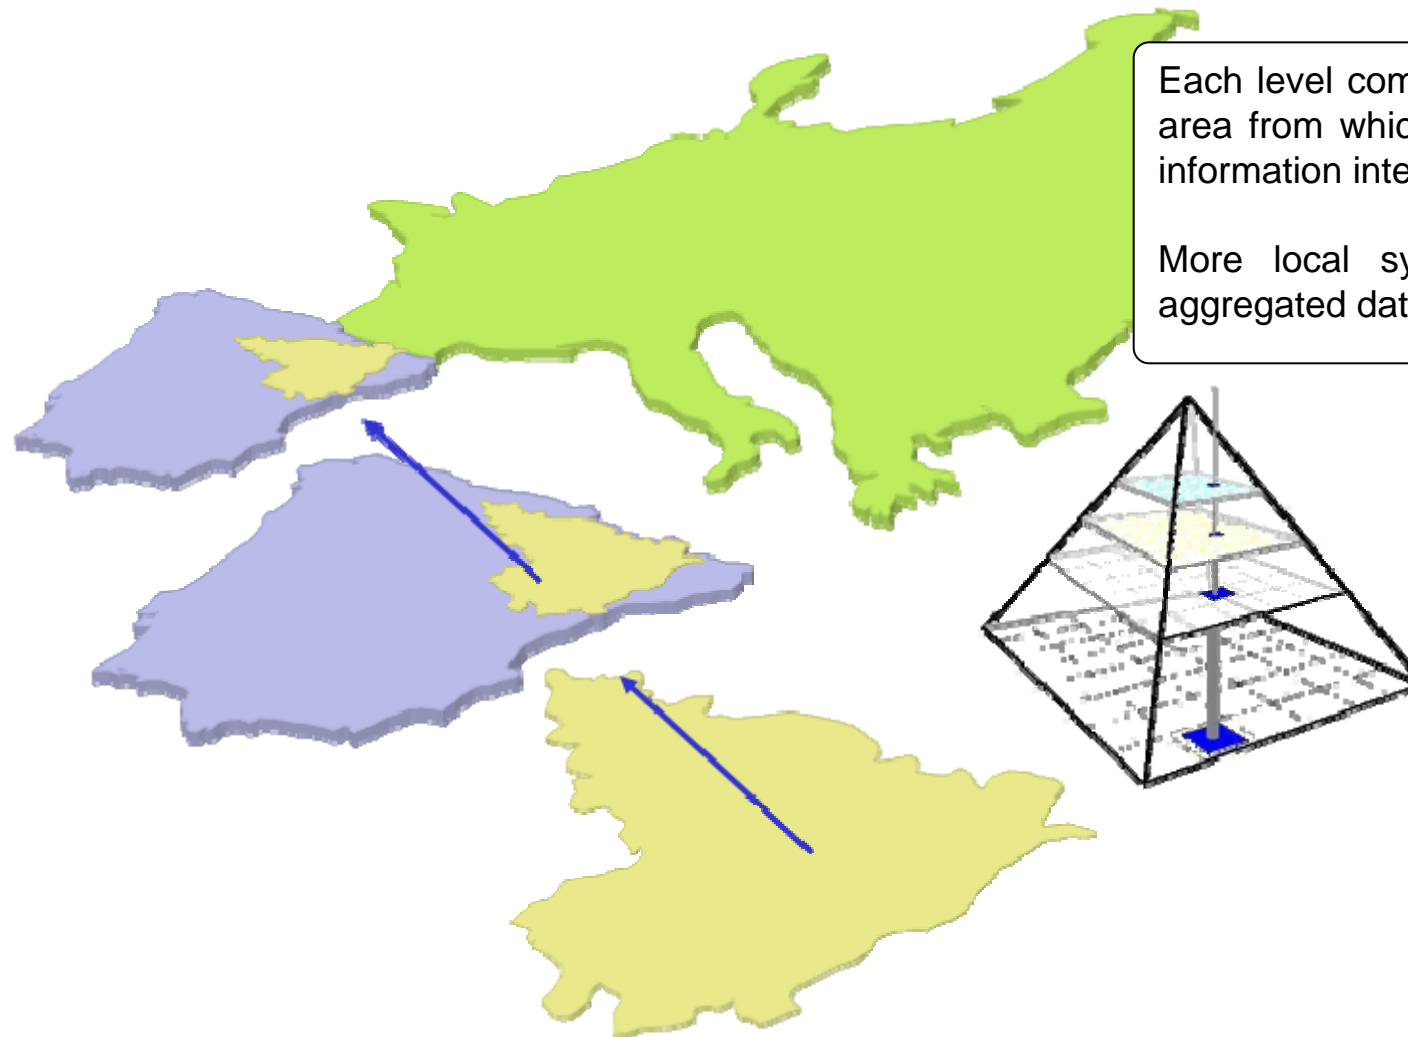 Each level com
area from whic
information inte
More local sy
aggregated dat